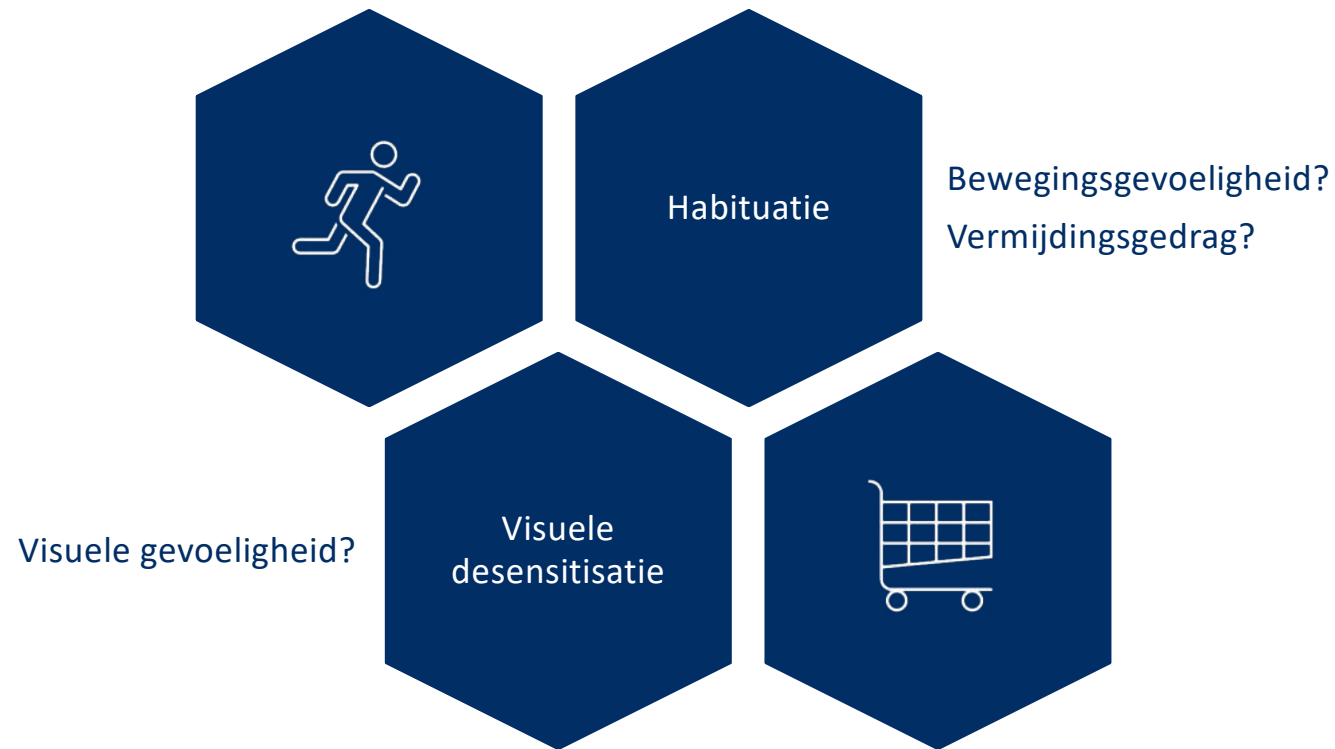 Habituatie
Bewegingsgevoeligheid?
Vermijdingsgedrag?
Visuele gevoeligheid?
Visuele
desensitisatie